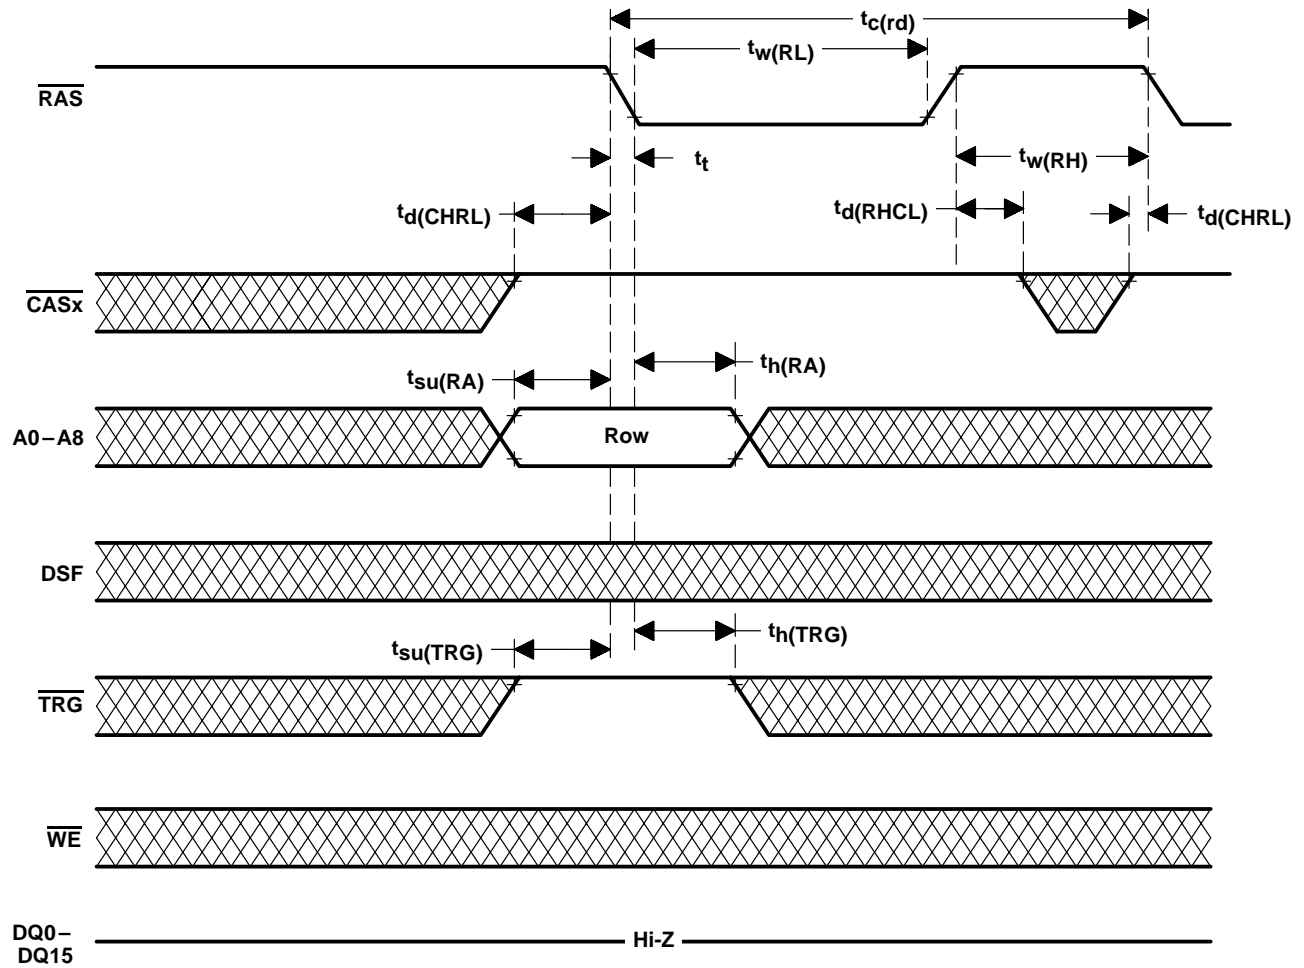 tc(rd)
tw(RL)
RAS
tt
tw(RH)
td(CHRL)
td(RHCL)
td(CHRL)
CASx
tsu(RA)
th(RA)
A0–A8
Row
DSF
tsu(TRG)
th(TRG)
TRG
WE
DQ0–
DQ15
Hi-Z